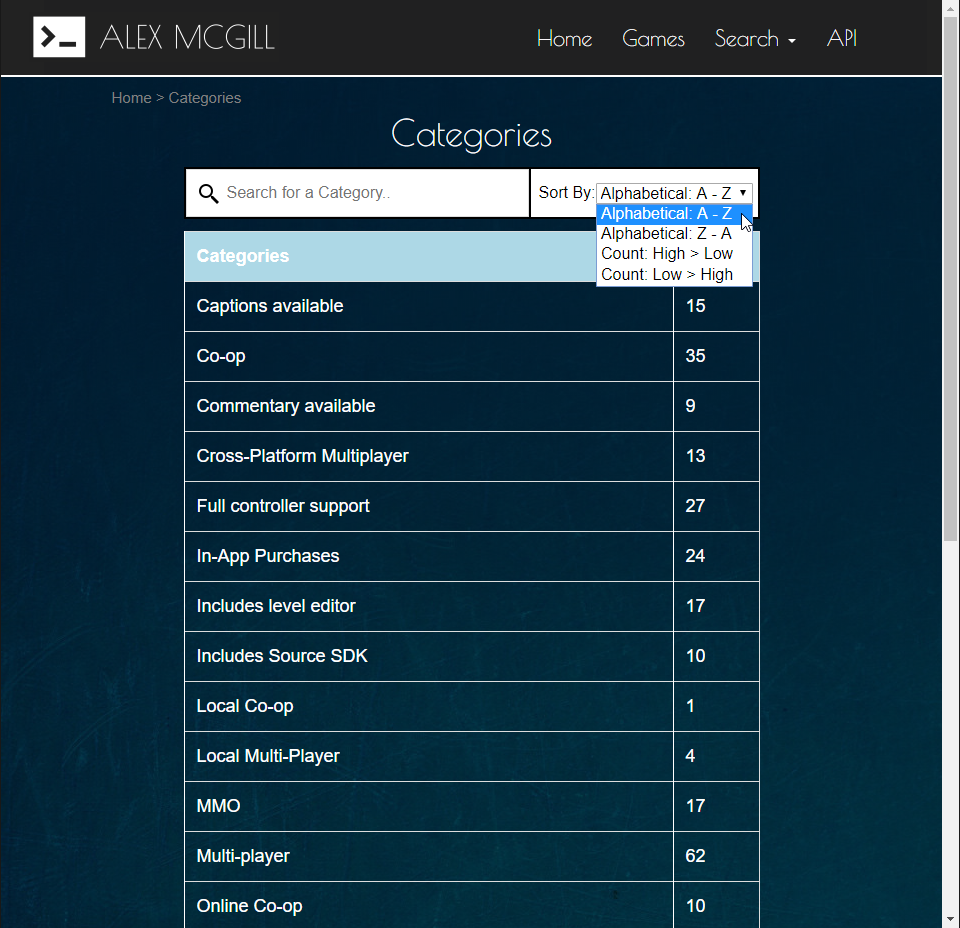 ALEX MCGILL
Home Games Search API
Home > Categories
Categories
Search for a Category.. Sort By: Alphabetical: A - Z
Alphabetical: A - Z
Alphabetical: Z - A
Count: High > Low
Count: Low > High
Categories
Captions available 15
Co-op 35
Commentary available 9
Cross-Platform Multiplayer 13
Full controller support 27
In-App Purchases 24
Includes level editor 17
Includes Source SDK 10
Local Co-op 1
Local Multi-Player 4
MMO 17
Multi-player 62
Online Co-op 10